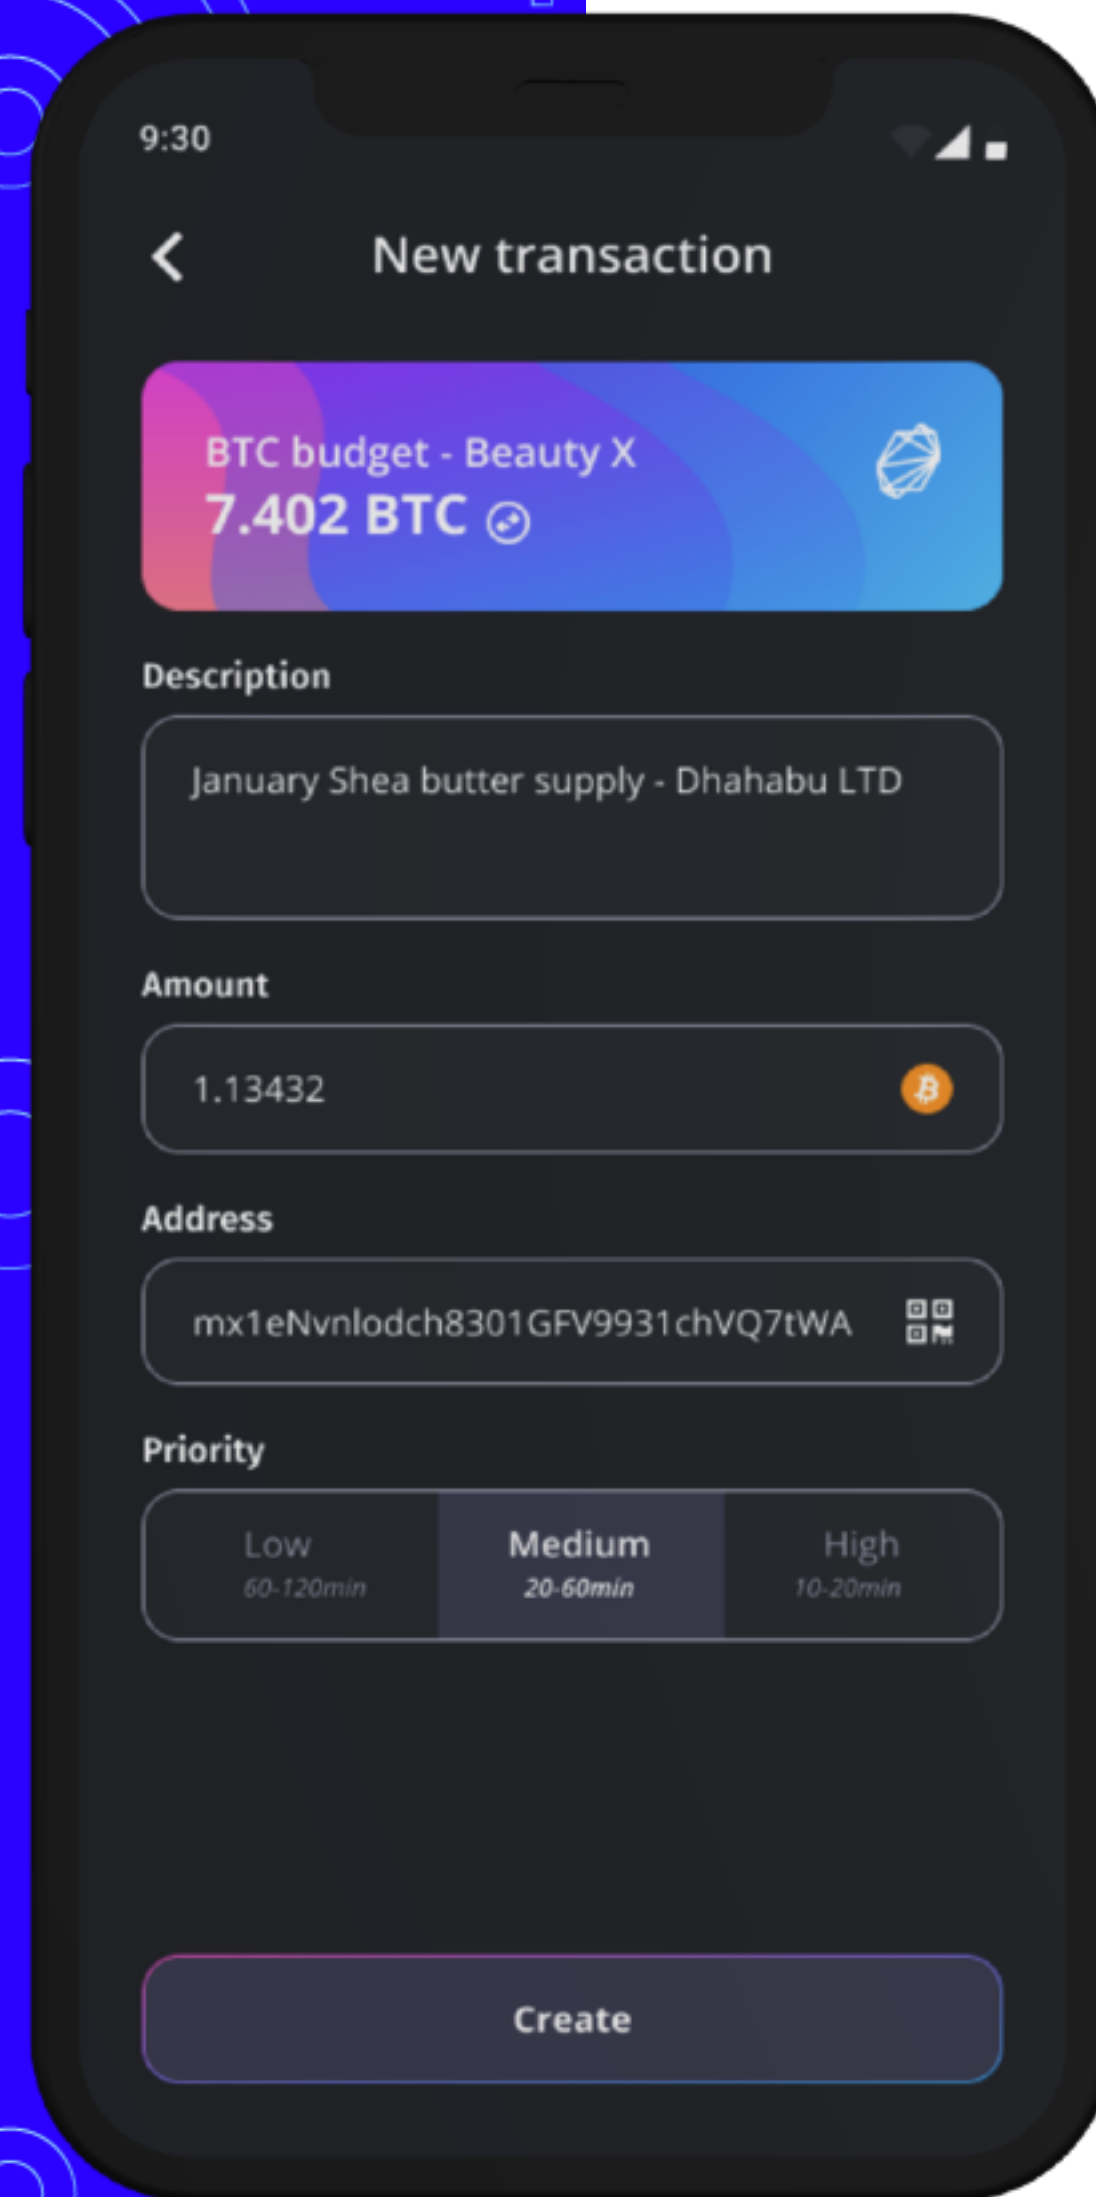 9:30
New transaction
BTC budget - Beauty X
7.402 BTC
Description
January Shea butter supply - Dhahabu LTD
Amount
1.13432
Address
mx1eNvnlodch8301GFV9931chVQ7tWA
Priority
Low Medium High
60-120min 20-60min 10-20min
Create